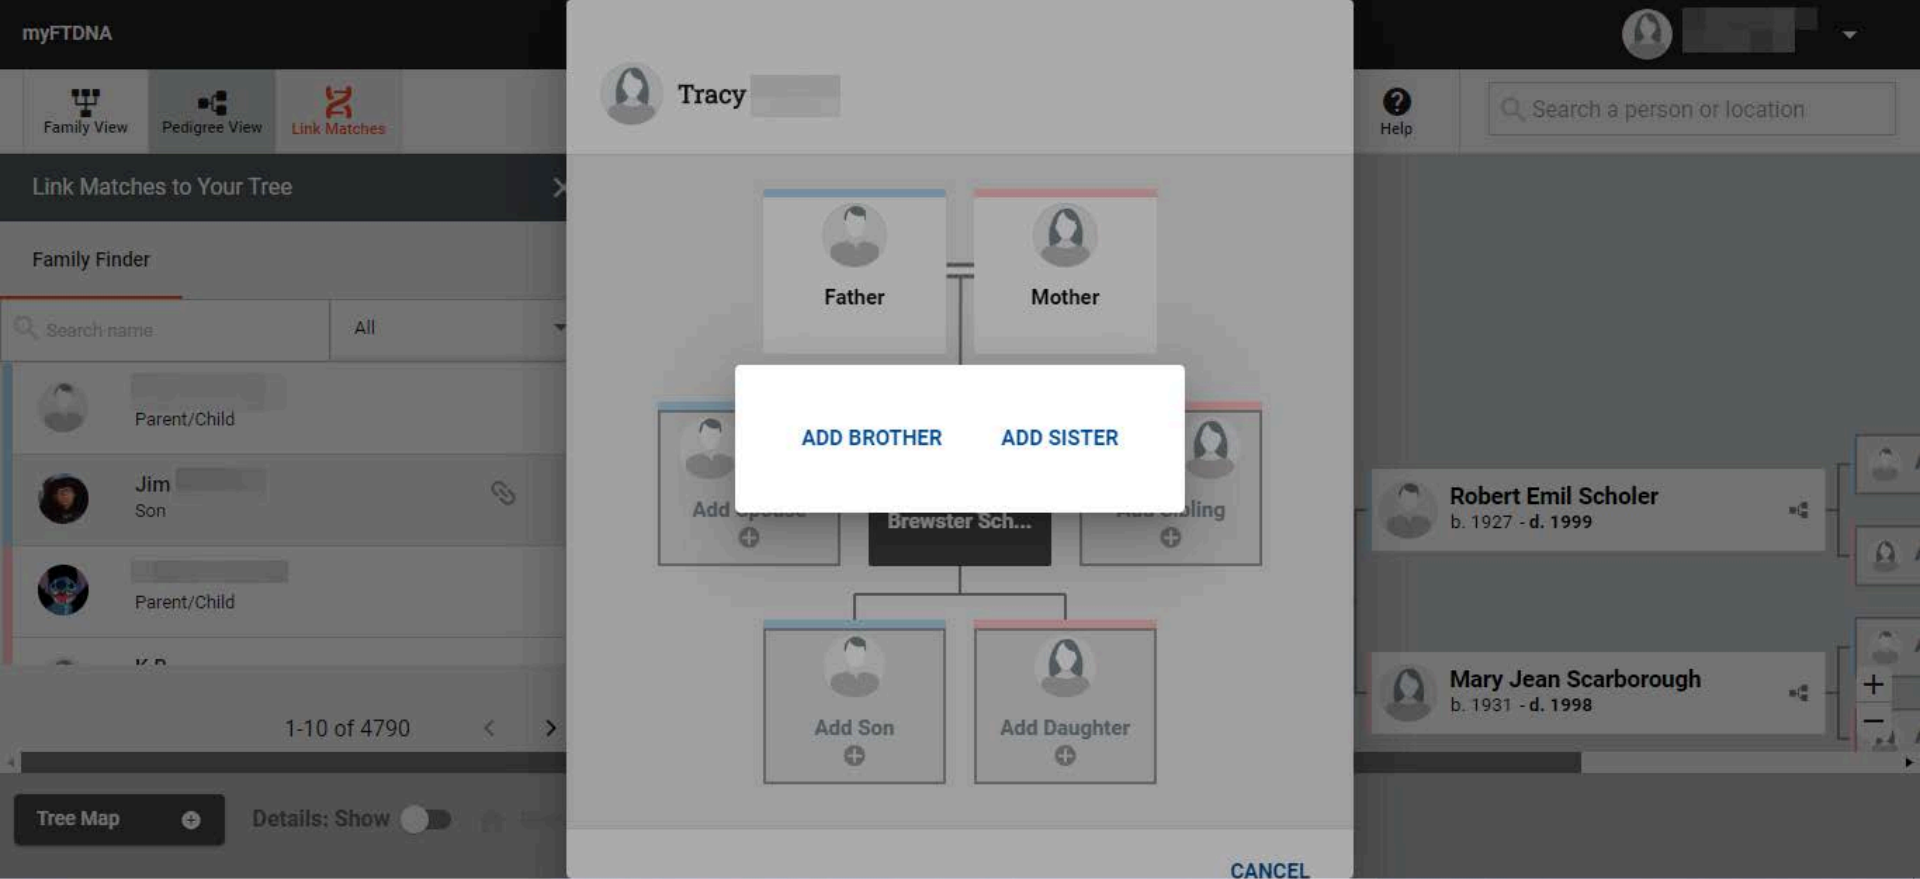 myFTDNA
Tracy
Family View
Pedigree View
Link Matches
Help
Search a person or location
Link Matches to Your Tree
Family Finder
Search name
All
Parent/Child
Jim
Son
Parent/Child
1-10 of 4790
Tree Map
Details: Show
Father
Mother
ADD BROTHER
ADD SISTER
Add Spouse
Brewster Sch...
Add Sibling
Add Son
Add Daughter
CANCEL
Robert Emil Scholer
b. 1927 - d. 1999
Mary Jean Scarborough
b. 1931 - d. 1998